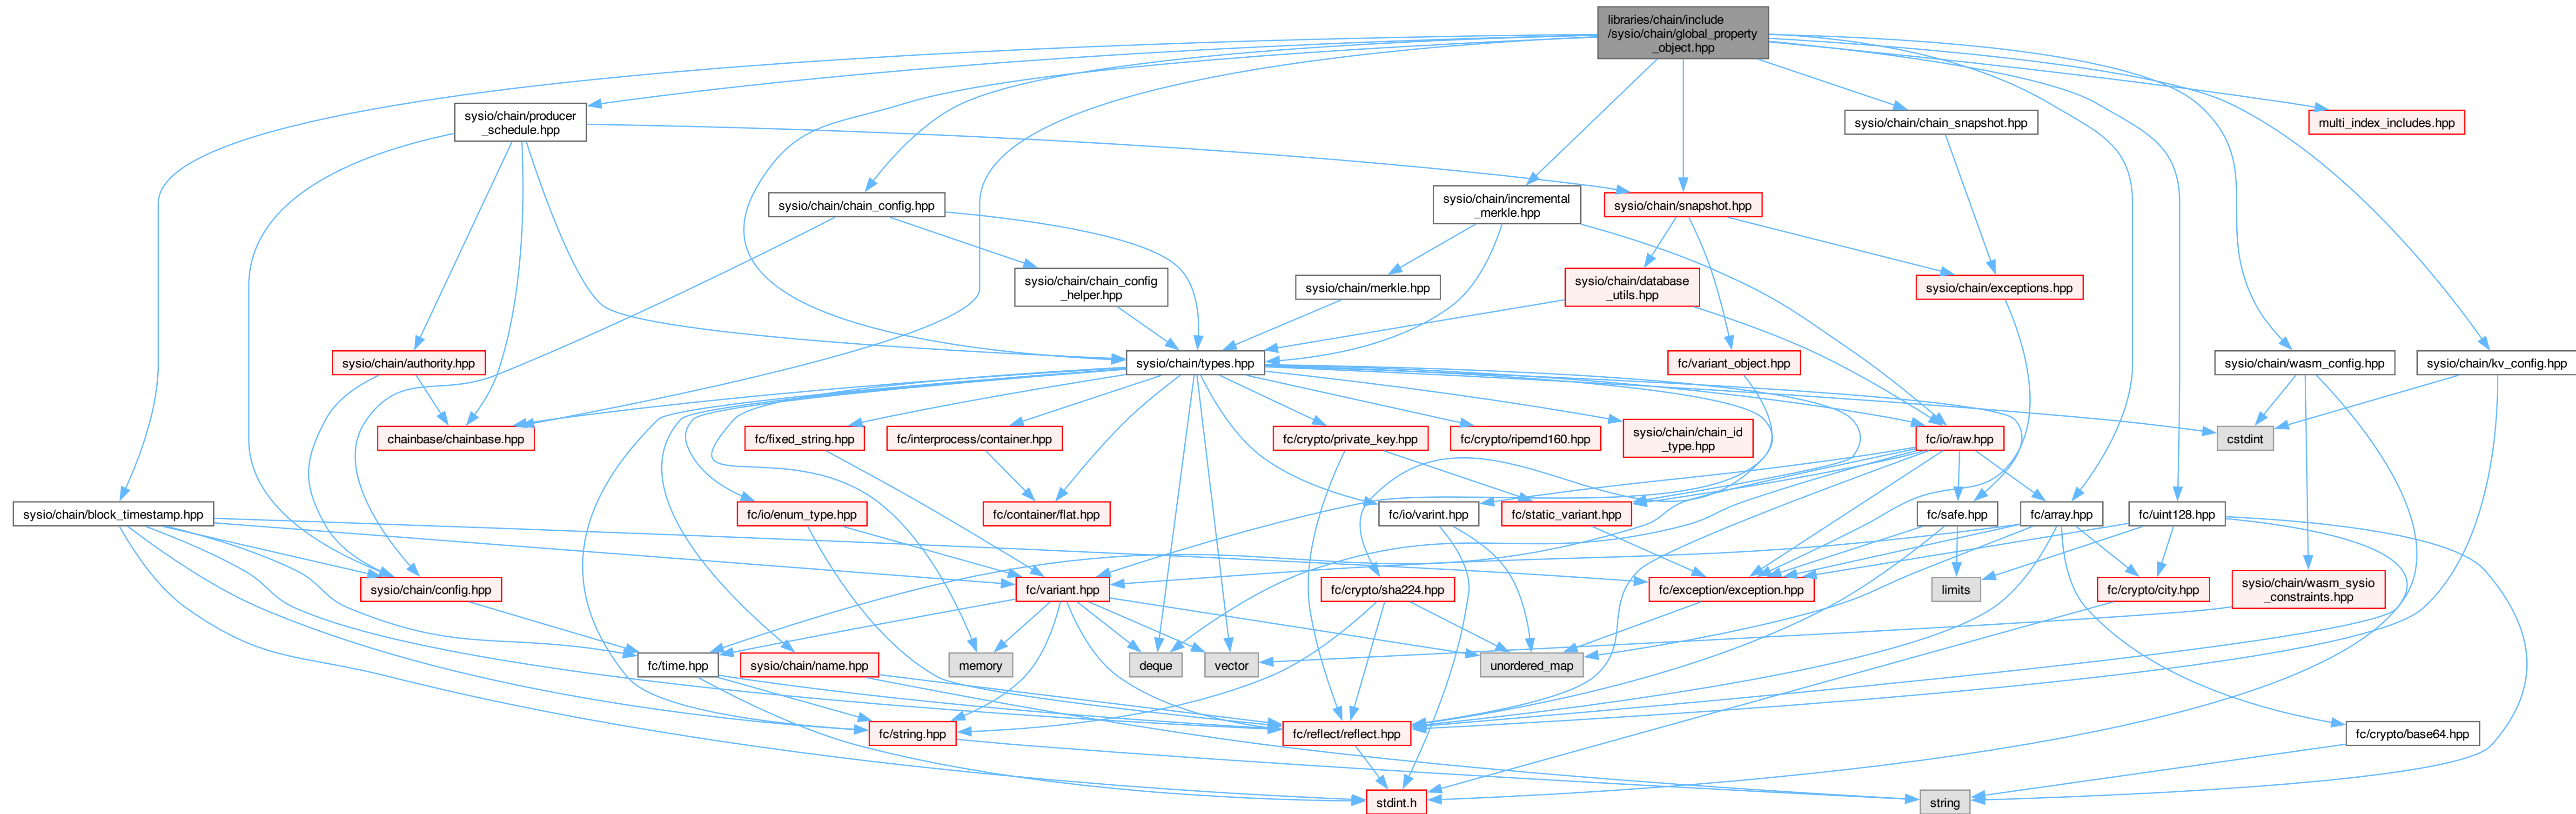 libraries/chain/include
/sysio/chain/global_property
_object.hpp
sysio/chain/producer
_schedule.hpp
sysio/chain/chain_snapshot.hpp
multi_index_includes.hpp
sysio/chain/chain_config.hpp
sysio/chain/incremental
_merkle.hpp
sysio/chain/snapshot.hpp
sysio/chain/chain_config
_helper.hpp
sysio/chain/merkle.hpp
sysio/chain/database
_utils.hpp
sysio/chain/exceptions.hpp
sysio/chain/authority.hpp
sysio/chain/types.hpp
fc/variant_object.hpp
sysio/chain/wasm_config.hpp
sysio/chain/kv_config.hpp
chainbase/chainbase.hpp
fc/fixed_string.hpp
fc/interprocess/container.hpp
fc/crypto/private_key.hpp
fc/crypto/ripemd160.hpp
sysio/chain/chain_id
_type.hpp
fc/io/raw.hpp
cstdint
sysio/chain/block_timestamp.hpp
fc/io/enum_type.hpp
fc/container/flat.hpp
fc/io/varint.hpp
fc/static_variant.hpp
fc/safe.hpp
fc/array.hpp
fc/uint128.hpp
sysio/chain/config.hpp
fc/variant.hpp
fc/crypto/sha224.hpp
fc/exception/exception.hpp
limits
fc/crypto/city.hpp
sysio/chain/wasm_sysio
_constraints.hpp
fc/time.hpp
sysio/chain/name.hpp
memory
deque
vector
unordered_map
fc/string.hpp
fc/reflect/reflect.hpp
fc/crypto/base64.hpp
stdint.h
string